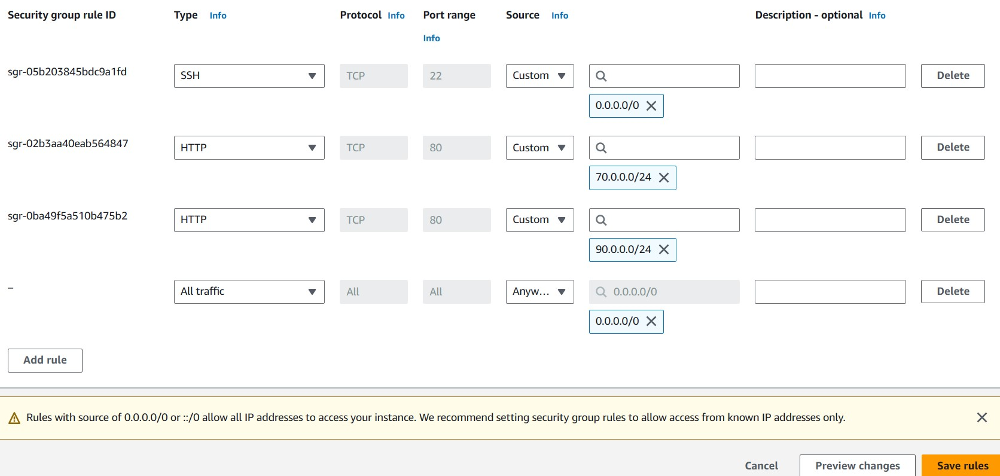 Security group rule ID Type Info Protocol Info Port range Source Info Description - optional Info
Info
sgr-05b203845bdc9a1fd SSH TCP 22 Custom Delete
0.0.0.0/0
sgr-02b3aa40eab564847 HTTP TCP 80 Custom Delete
70.0.0.0/24
sgr-0ba49f5a510b475b2 HTTP TCP 80 Custom Delete
90.0.0.0/24
– All traffic All All Anyw... 0.0.0.0/0 Delete
0.0.0.0/0
Add rule
Rules with source of 0.0.0.0/0 or ::/0 allow all IP addresses to access your instance. We recommend setting security group rules to allow access from known IP addresses only.
Cancel Preview changes Save rules